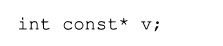 int const* v;